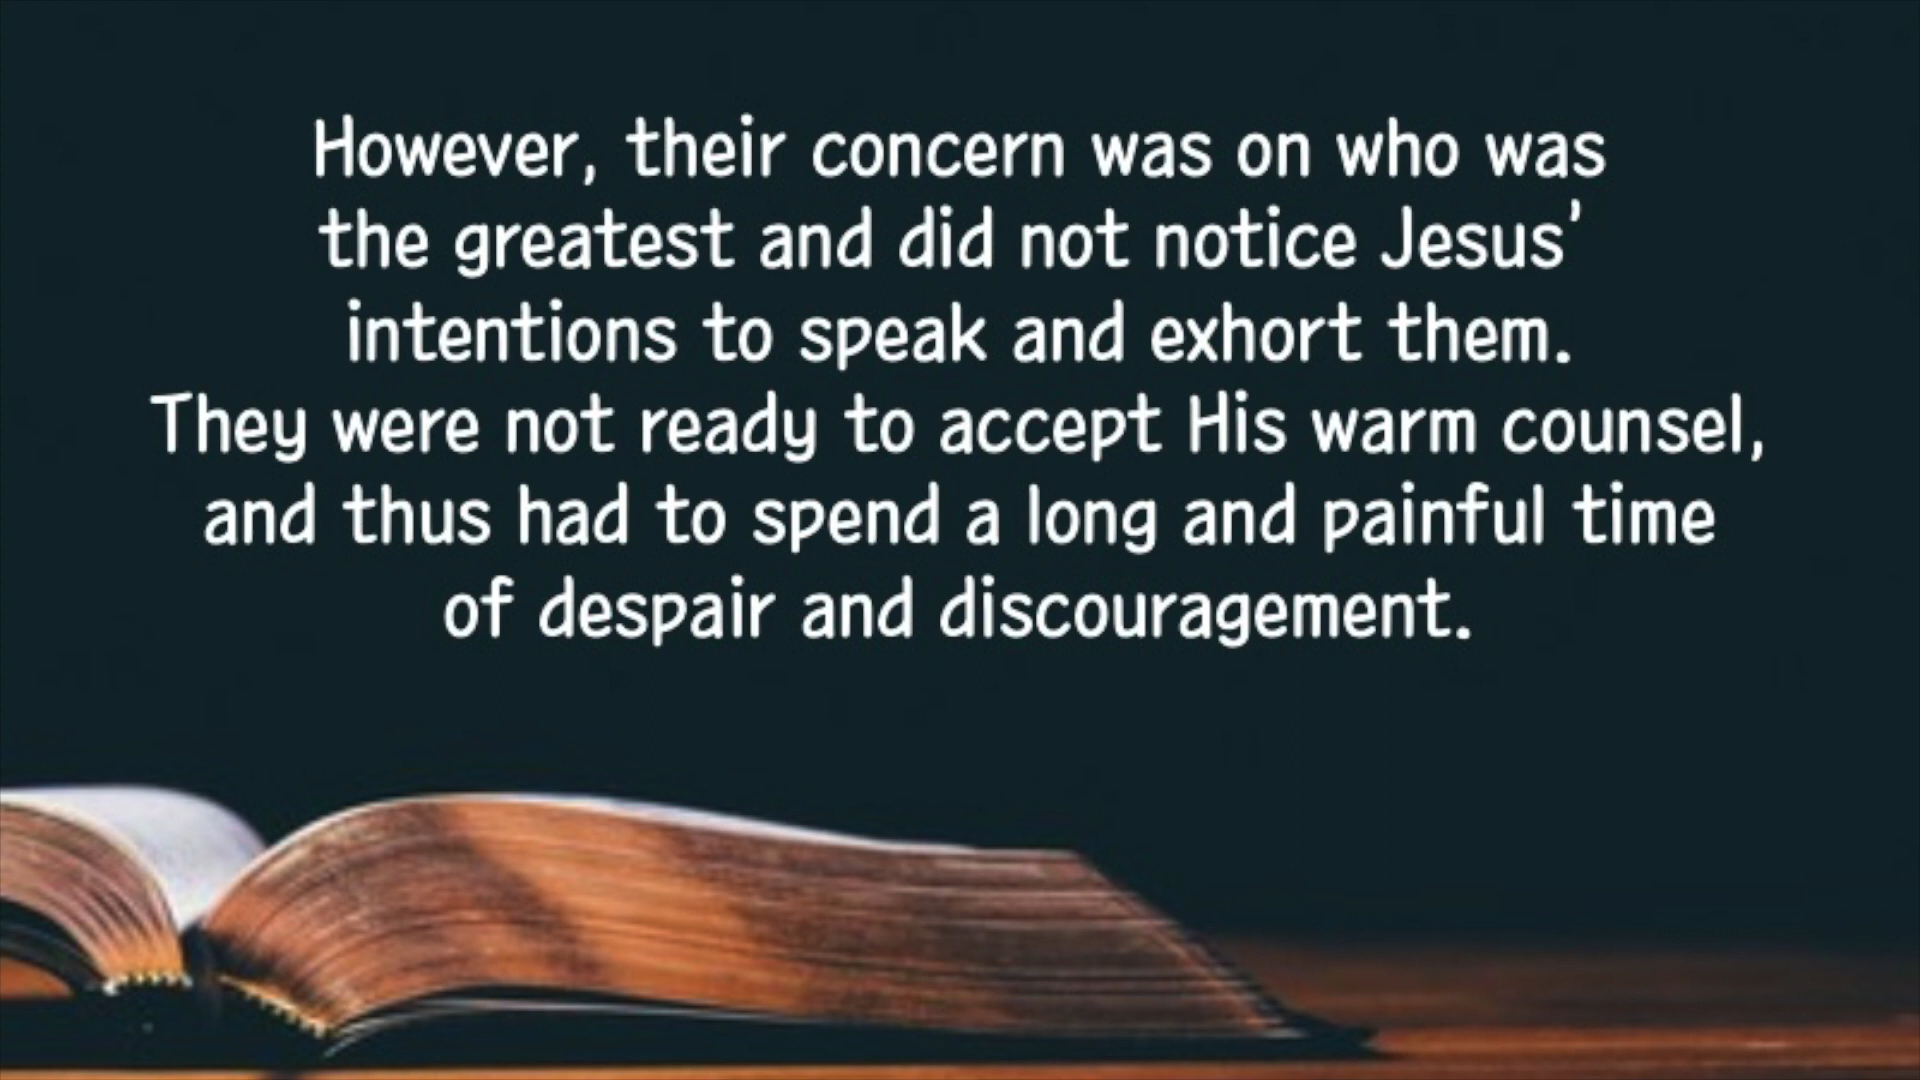 However, their concern was on who was
the greatest and did not notice Jesus’
intentions to speak and exhort them.
They were not ready to accept His warm counsel,
and thus had to spend a long and painful time
of despair and discouragement.